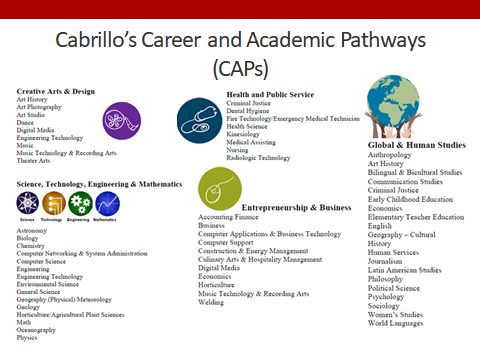 Cabrillo's Career and Academic Pathways
(CAPs)
Creative Arts & Design
Art History
Art Photography
Art Studio
Dance
Digital Media
Engineering Technology
Music
Music Technology & Recording Arts
Theater Arts
Health and Public Service
Criminal Justice
Dental Hygiene
Fire Technology/Emergency Medical Technician
Health Science
Kinesiology
Medical Assisting
Nursing
Radiologic Technology
Global & Human Studies
Anthropology
Art History
Bilingual & Bicultural Studies
Communication Studies
Criminal Justice
Early Childhood Education
Economics
Elementary Teacher Education
English
Geography – Cultural
History
Human Services
Journalism
Latin American Studies
Philosophy
Political Science
Psychology
Sociology
Women's Studies
World Languages
Science, Technology, Engineering & Mathematics
Science Technology Engineering Mathematics
Astronomy
Biology
Chemistry
Computer Networking & System Administration
Computer Science
Engineering
Engineering Technology
Environmental Science
General Science
Geography (Physical)/Meteorology
Geology
Horticulture/Agricultural Plant Sciences
Math
Oceanography
Physics
Entrepreneurship & Business
Accounting/Finance
Business
Computer Applications & Business Technology
Computer Support
Construction & Energy Management
Culinary Arts & Hospitality Management
Digital Media
Economics
Horticulture
Music Technology & Recording Arts
Welding